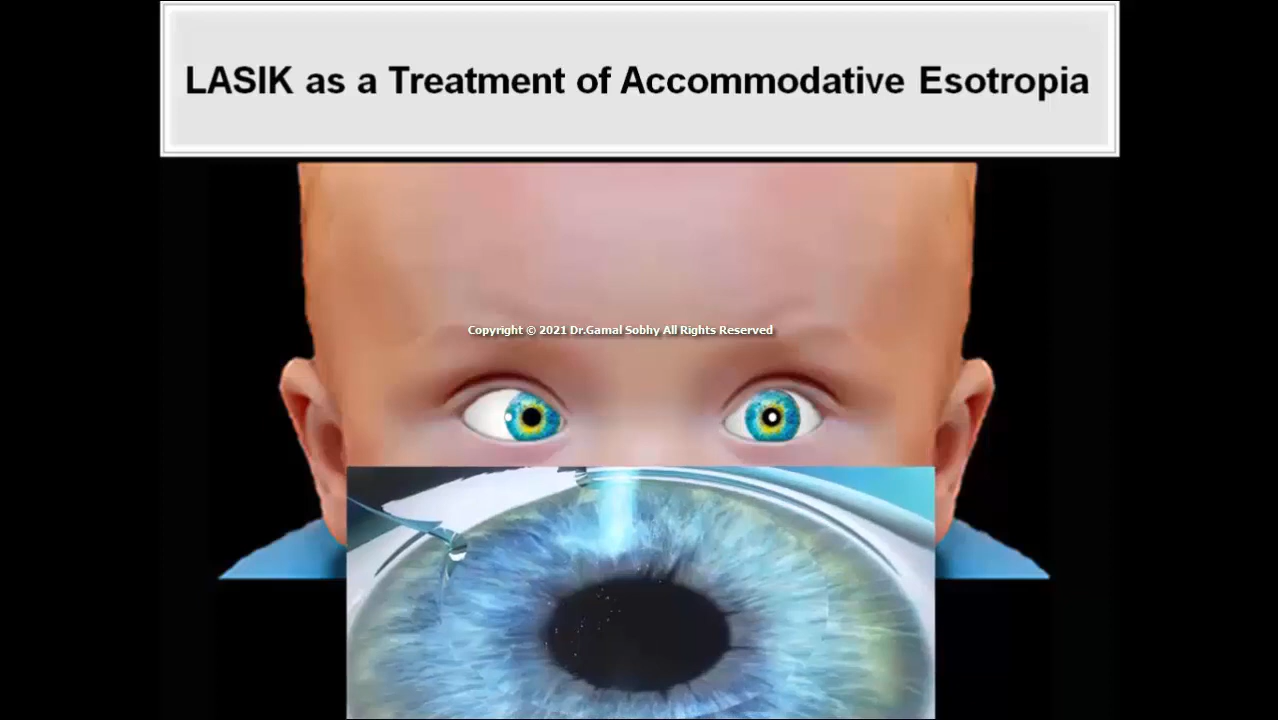 LASIK as a Treatment of Accommodative Esotropia
Copyright © 2021 Dr.Gamal Sobhy All Rights Reserved